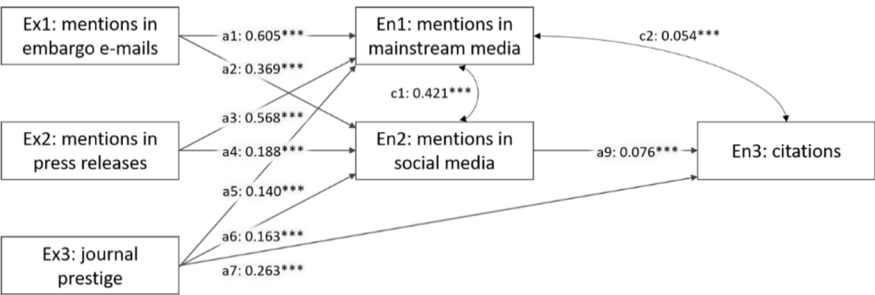 Ex1: mentions in
embargo e-mails
En1: mentions in
mainstream media
a1: 0.605***
c2: 0.054***
a2: 0.369***
c1: 0.421***
a3: 0.568***
Ex2: mentions in
press releases
En2: mentions in
social media
a4: 0.188***
a9: 0.076***
En3: citations
a5: 0.140***
a6: 0.163***
Ex3: journal
prestige
a7: 0.263***